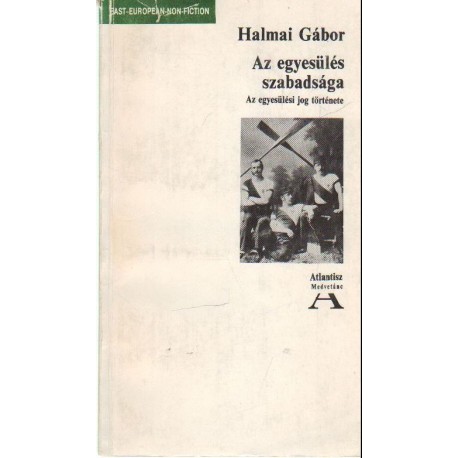 EAST-EUROPEAN-NON-FICTION
Halmai Gábor
Az egyesülés
szabadsága
Az egyesülési jog története
Atlantisz
Medvetánc
A